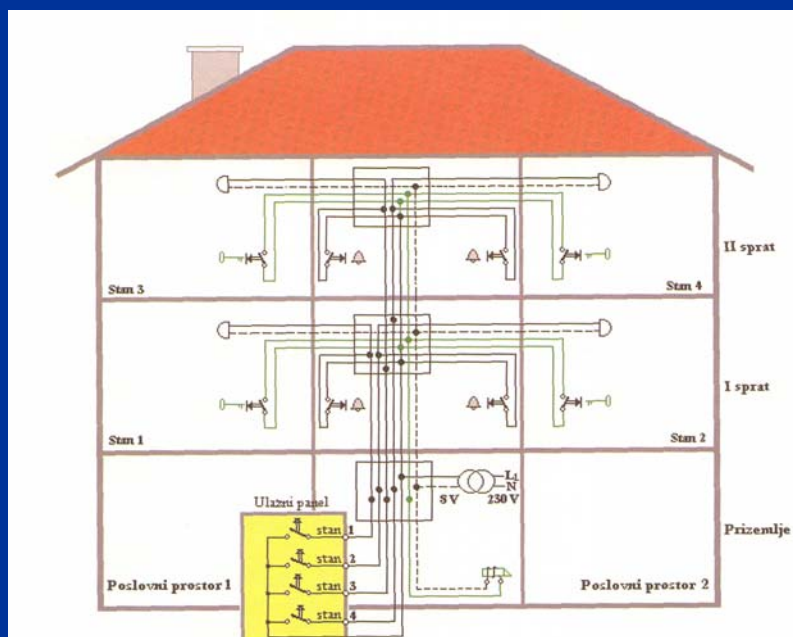 II sprat
Stan 3
Stan 4
I sprat
Stan 1
Stan 2
L1
N
8 V
230 V
Ulazni panel
stan 1
stan 2
stan 3
stan 4
Prizemlje
Poslovni prostor 1
Poslovni prostor 2